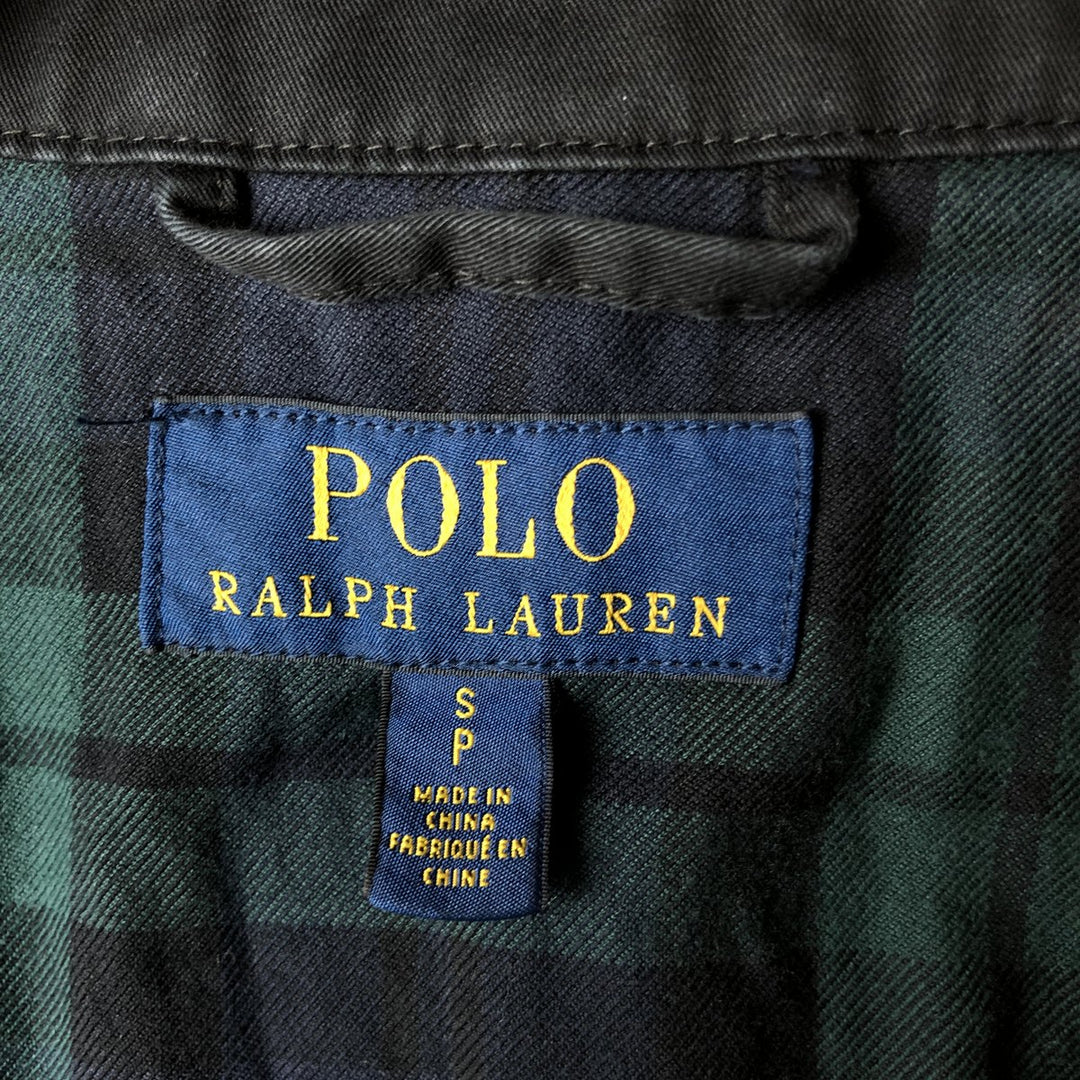 POLO
RALPH LAUREN
S
P
MADE IN
CHINA
FABRIQUÉ EN
CHINE